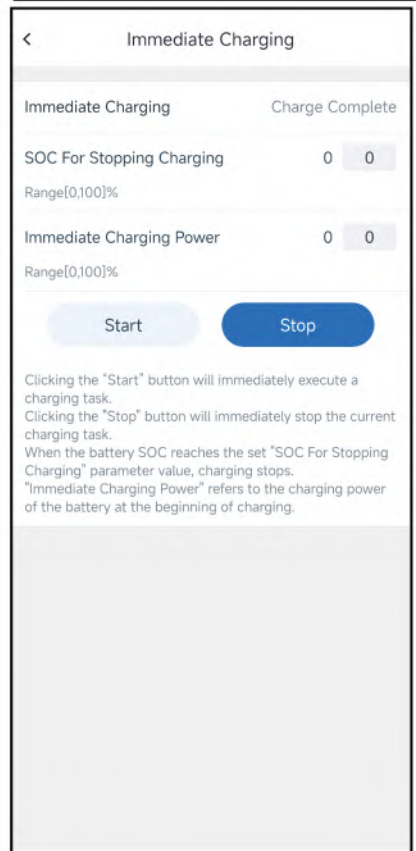 Immediate Charging
Immediate Charging Charge Complete
SOC For Stopping Charging 0 0
Range[0,100]%
Immediate Charging Power 0 0
Range[0,100]%
Start Stop
Clicking the "Start" button will immediately execute a
charging task.
Clicking the "Stop" button will immediately stop the current
charging task.
When the battery SOC reaches the set "SOC For Stopping
Charging" parameter value, charging stops.
"Immediate Charging Power" refers to the charging power
of the battery at the beginning of charging.